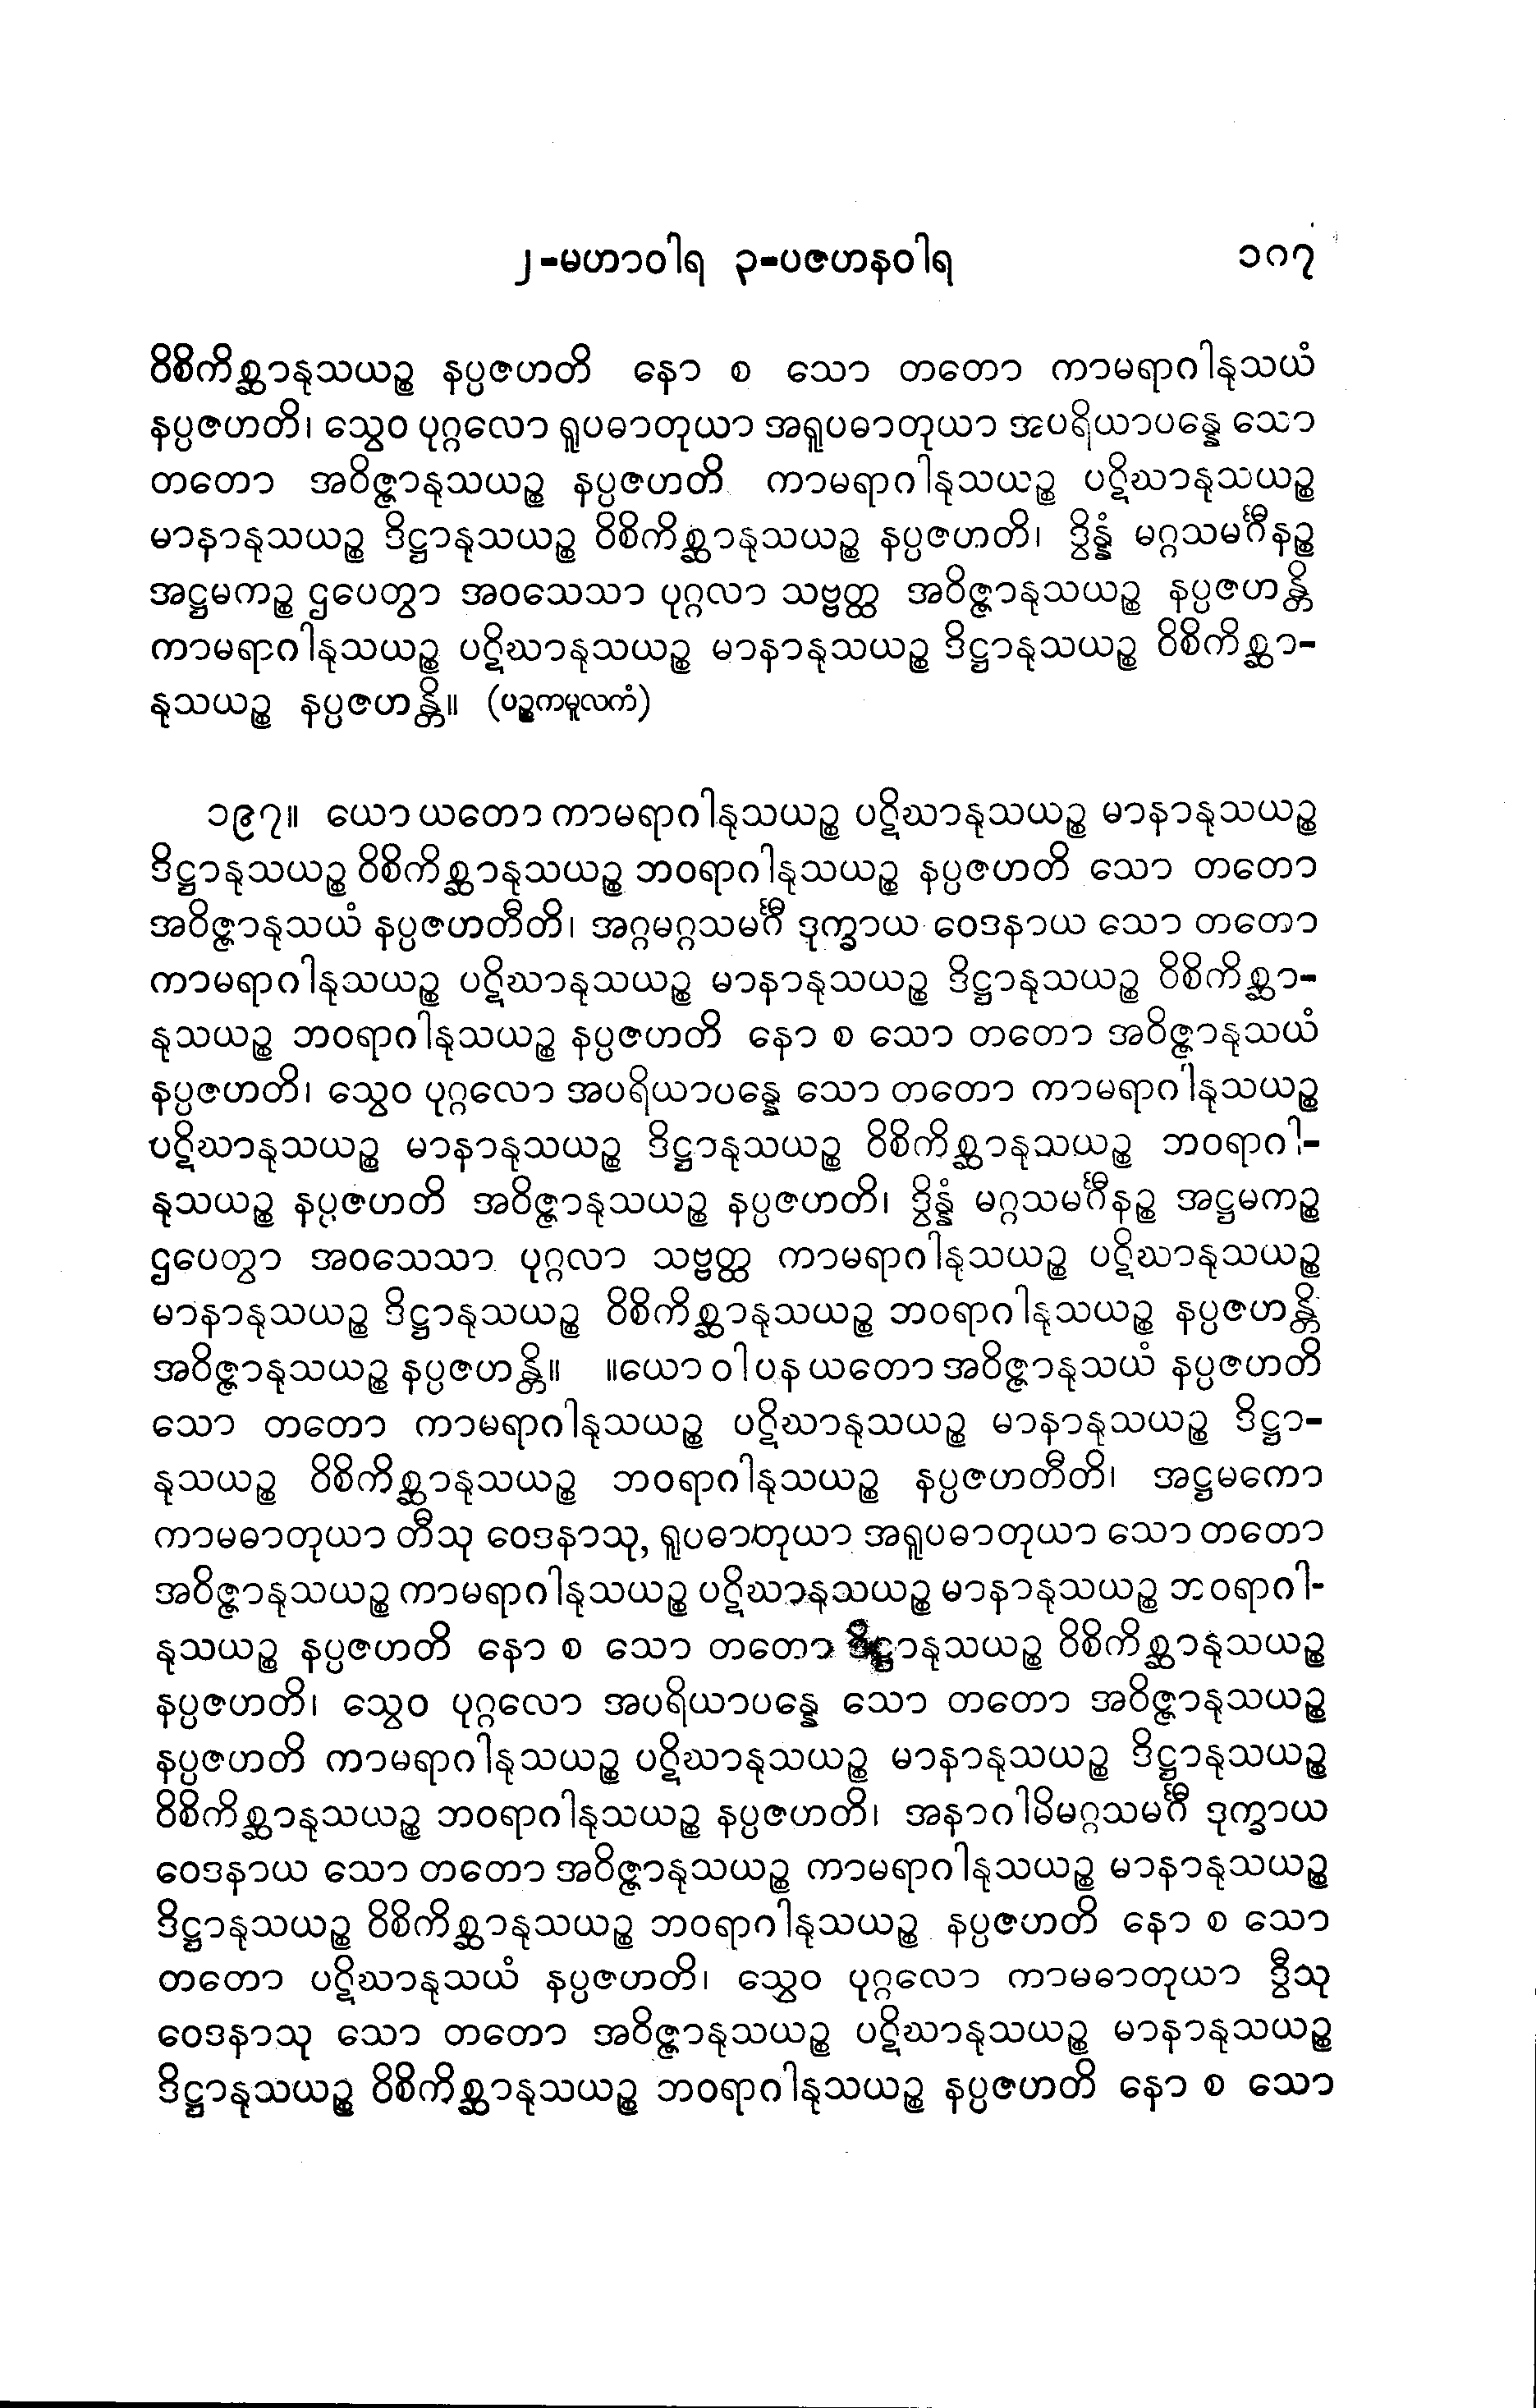 ၂-မဟာဝါရ ၃-ပဇဟနဝါရ ၁၀၇
ဝိစိကိစ္ဆာနုသယဉ္စ နပ္ပဇဟတိ နော စ သော တတော ကာမရာဂါနုသယံ
နပ္ပဇဟတိ၊ သွေဝ ပုဂ္ဂလော ရူပဓာတုယာ အရူပဓာတုယာ အပရိယာပန္နေ သော
တတော အဝိဇ္ဇာနုသယဉ္စ နပ္ပဇဟတိ ကာမရာဂါနုသယဉ္စ ပဋိဃာနုသယဉ္စ
မာနာနုသယဉ္စ ဒိဋ္ဌာနုသယဉ္စ ဝိစိကိစ္ဆာနုသယဉ္စ နပ္ပဇဟတိ၊ ဒွိန္နံ မဂ္ဂသမင်္ဂီနဉ္စ
အဋ္ဌမကဉ္စ ဌပေတွာ အဝသေသာ ပုဂ္ဂလာ သဗ္ဗတ္ထ အဝိဇ္ဇာနုသယဉ္စ နပ္ပဇဟန္တိ
ကာမရာဂါနုသယဉ္စ ပဋိဃာနုသယဉ္စ မာနာနုသယဉ္စ ဒိဋ္ဌာနုသယဉ္စ ဝိစိကိစ္ဆာ-
နုသယဉ္စ နပ္ပဇဟန္တိ။ (ပဉ္စကမူလကံ)
၁၉၇။ ယော ယတော ကာမရာဂါနုသယဉ္စ ပဋိဃာနုသယဉ္စ မာနာနုသယဉ္စ
ဒိဋ္ဌာနုသယဉ္စ ဝိစိကိစ္ဆာနုသယဉ္စ ဘဝရာဂါနုသယဉ္စ နပ္ပဇဟတိ သော တတော
အဝိဇ္ဇာနုသယံ နပ္ပဇဟတီတိ၊ အဂ္ဂမဂ္ဂသမင်္ဂီ ဒုက္ခာယ ဝေဒနာယ သော တတော
ကာမရာဂါနုသယဉ္စ ပဋိဃာနုသယဉ္စ မာနာနုသယဉ္စ ဒိဋ္ဌာနုသယဉ္စ ဝိစိကိစ္ဆာ-
နုသယဉ္စ ဘဝရာဂါနုသယဉ္စ နပ္ပဇဟတိ နော စ သော တတော အဝိဇ္ဇာနုသယံ
နပ္ပဇဟတိ၊ သွေဝ ပုဂ္ဂလော အပရိယာပန္နေ သော တတော ကာမရာဂါနုသယဉ္စ
ပဋိဃာနုသယဉ္စ မာနာနုသယဉ္စ ဒိဋ္ဌာနုသယဉ္စ ဝိစိကိစ္ဆာနုသယဉ္စ ဘဝရာဂါ-
နုသယဉ္စ နပ္ပဇဟတိ အဝိဇ္ဇာနုသယဉ္စ နပ္ပဇဟတိ၊ ဒွိန္နံ မဂ္ဂသမင်္ဂီနဉ္စ အဋ္ဌမကဉ္စ
ဌပေတွာ အဝသေသာ ပုဂ္ဂလာ သဗ္ဗတ္ထ ကာမရာဂါနုသယဉ္စ ပဋိဃာနုသယဉ္စ
မာနာနုသယဉ္စ ဒိဋ္ဌာနုသယဉ္စ ဝိစိကိစ္ဆာနုသယဉ္စ ဘဝရာဂါနုသယဉ္စ နပ္ပဇဟန္တိ
အဝိဇ္ဇာနုသယဉ္စ နပ္ပဇဟန္တိ။ ။ယော ဝါ ပန ယတော အဝိဇ္ဇာနုသယံ နပ္ပဇဟတိ
သော တတော ကာမရာဂါနုသယဉ္စ ပဋိဃာနုသယဉ္စ မာနာနုသယဉ္စ ဒိဋ္ဌာ-
နုသယဉ္စ ဝိစိကိစ္ဆာနုသယဉ္စ ဘဝရာဂါနုသယဉ္စ နပ္ပဇဟတီတိ၊ အဋ္ဌမကော
ကာမဓာတုယာ တီသု ဝေဒနာသု, ရူပဓာတုယာ အရူပဓာတုယာ သော တတော
အဝိဇ္ဇာနုသယဉ္စ ကာမရာဂါနုသယဉ္စ ပဋိဃာနုသယဉ္စ မာနာနုသယဉ္စ ဘဝရာဂါ-
နုသယဉ္စ နပ္ပဇဟတိ နော စ သော တတော ဒိဋ္ဌာနုသယဉ္စ ဝိစိကိစ္ဆာနုသယဉ္စ
နပ္ပဇဟတိ၊ သွေဝ ပုဂ္ဂလော အပရိယာပန္နေ သော တတော အဝိဇ္ဇာနုသယဉ္စ
နပ္ပဇဟတိ ကာမရာဂါနုသယဉ္စ ပဋိဃာနုသယဉ္စ မာနာနုသယဉ္စ ဒိဋ္ဌာနုသယဉ္စ
ဝိစိကိစ္ဆာနုသယဉ္စ ဘဝရာဂါနုသယဉ္စ နပ္ပဇဟတိ၊ အနာဂါမိမဂ္ဂသမင်္ဂီ ဒုက္ခာယ
ဝေဒနာယ သော တတော အဝိဇ္ဇာနုသယဉ္စ ကာမရာဂါနုသယဉ္စ မာနာနုသယဉ္စ
ဒိဋ္ဌာနုသယဉ္စ ဝိစိကိစ္ဆာနုသယဉ္စ ဘဝရာဂါနုသယဉ္စ နပ္ပဇဟတိ နော စ သော
တတော ပဋိဃာနုသယံ နပ္ပဇဟတိ၊ သွေဝ ပုဂ္ဂလော ကာမဓာတုယာ ဒွီသု
ဝေဒနာသု သော တတော အဝိဇ္ဇာနုသယဉ္စ ပဋိဃာနုသယဉ္စ မာနာနုသယဉ္စ
ဒိဋ္ဌာနုသယဉ္စ ဝိစိကိစ္ဆာနုသယဉ္စ ဘဝရာဂါနုသယဉ္စ နပ္ပဇဟတိ နော စ သော